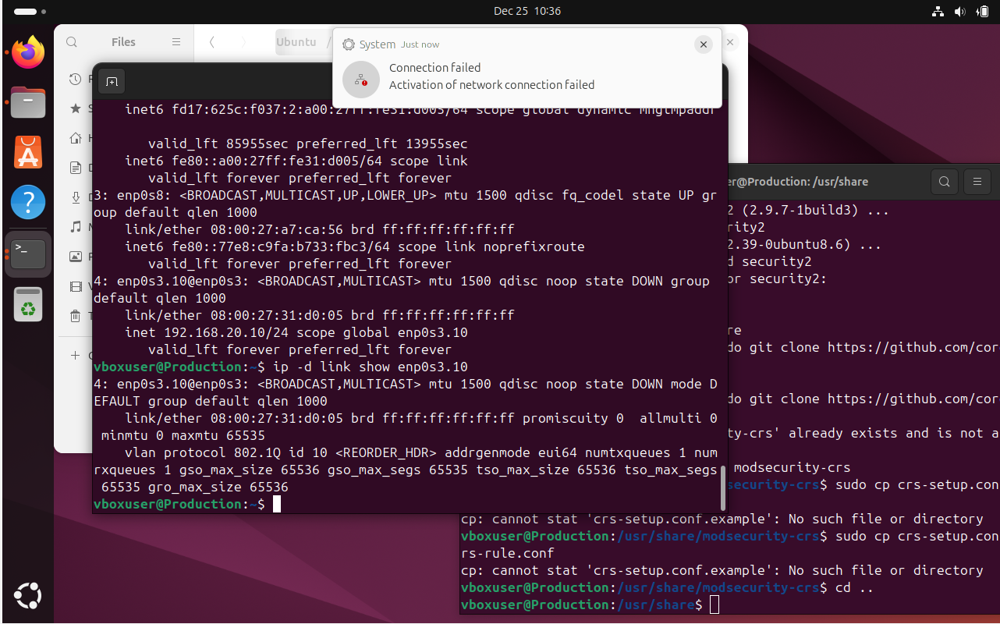 Dec 25 10:36
Files
Ubuntu /
System Just now
Connection failed
Activation of network connection failed
inet6 fd17:625c:f037:2:a00:27ff:fe31:d005/64 scope global dynamic mngtmpaddr
valid_lft 85955sec preferred_lft 13955sec
inet6 fe80::a00:27ff:fe31:d005/64 scope link
valid_lft forever preferred_lft forever
3: enp0s8: <BROADCAST,MULTICAST,UP,LOWER_UP> mtu 1500 qdisc fq_codel state UP gr
oup default qlen 1000
link/ether 08:00:27:a7:ca:56 brd ff:ff:ff:ff:ff:ff
inet6 fe80::77e8:c9fa:b733:fbc3/64 scope link noprefixroute
valid_lft forever preferred_lft forever
4: enp0s3.10@enp0s3: <BROADCAST,MULTICAST> mtu 1500 qdisc noop state DOWN group
default qlen 1000
link/ether 08:00:27:31:d0:05 brd ff:ff:ff:ff:ff:ff
inet 192.168.20.10/24 scope global enp0s3.10
valid_lft forever preferred_lft forever
vboxuser@Production:~$ ip -d link show enp0s3.10
4: enp0s3.10@enp0s3: <BROADCAST,MULTICAST> mtu 1500 qdisc noop state DOWN mode D
EFAULT group default qlen 1000
link/ether 08:00:27:31:d0:05 brd ff:ff:ff:ff:ff:ff promiscuity 0 allmulti 0
minmtu 0 maxmtu 65535
vlan protocol 802.1Q id 10 <REORDER_HDR> addrgenmode eui64 numtxqueues 1 num
rxqueues 1 gso_max_size 65536 gso_max_segs 65535 tso_max_size 65536 tso_max_segs
65535 gro_max_size 65536
vboxuser@Production:~$
er@Production: /usr/share
2 (2.9.7-1build3) ...
rity2
2.39-0ubuntu8.6) ...
d security2
or security2:
re
do git clone https://github.com/cor
do git clone https://github.com/cor
ty-crs' already exists and is not a
modsecurity-crs
security-crs$ sudo cp crs-setup.con
cp: cannot stat 'crs-setup.conf.example': No such file or directory
vboxuser@Production:/usr/share/modsecurity-crs$ sudo cp crs-setup.con
rs-rule.conf
cp: cannot stat 'crs-setup.conf.example': No such file or directory
vboxuser@Production:/usr/share/modsecurity-crs$ cd ..
vboxuser@Production:/usr/share$